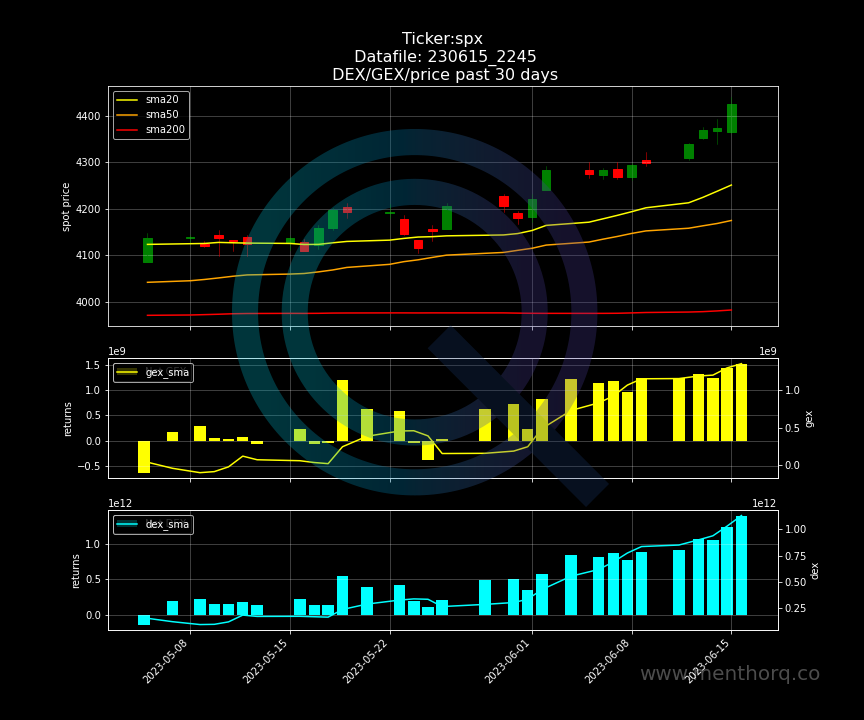 Ticker:spx
Datafile: 230615_2245
DEX/GEX/price past 30 days
sma20
sma50
sma200
spot price
4400
4300
4200
4100
4000
1e9
1e9
gex_sma
returns
1.5
1.0
0.5
0.0
−0.5
1.0
0.5
0.0
gex
1e12
1e12
dex_sma
returns
1.0
0.5
0.0
1.00
0.75
0.50
0.25
dex
2023-05-08
2023-05-15
2023-05-22
2023-06-01
2023-06-08
2023-06-15
www.menthorq.co